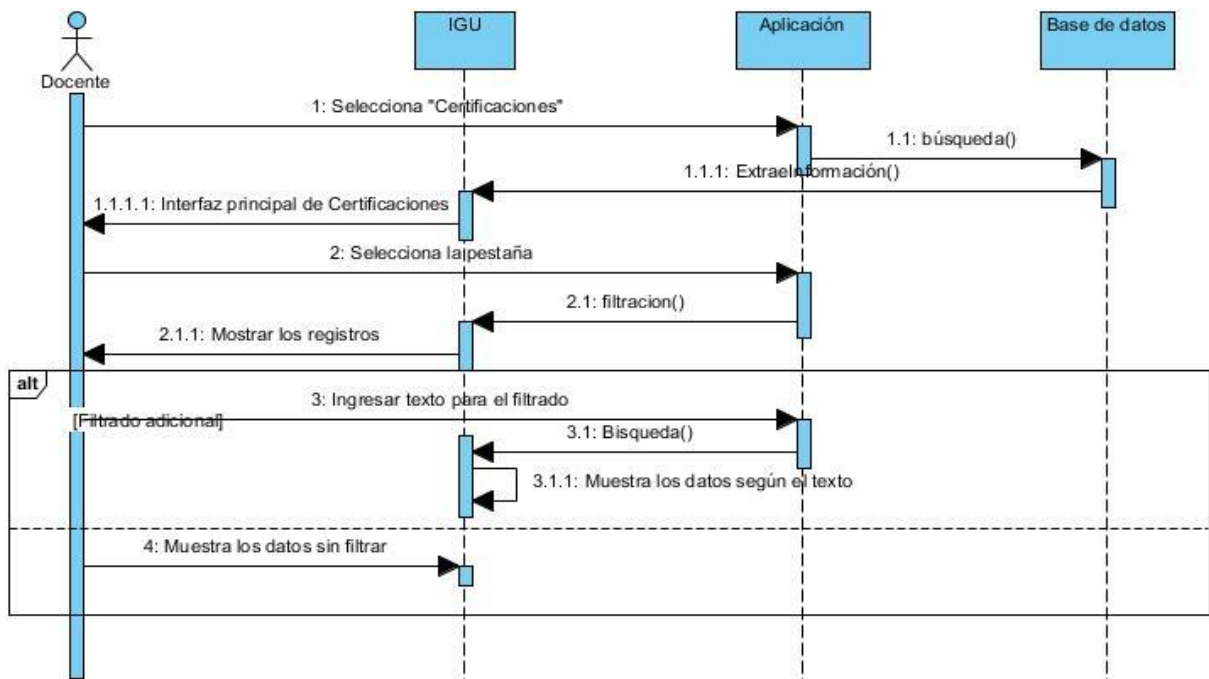 IGU
Aplicación
Base de datos
Docente
1: Selecciona "Certificaciones"
1.1: búsqueda()
1.1.1: ExtraeInformación()
1.1.1.1: Interfaz principal de Certificaciones
2: Selecciona la pestaña
2.1: filtracion()
2.1.1: Mostrar los registros
alt
3: Ingresar texto para el filtrado
[Filtrado adicional]
3.1: Bisqueda()
3.1.1: Muestra los datos según el texto
4: Muestra los datos sin filtrar